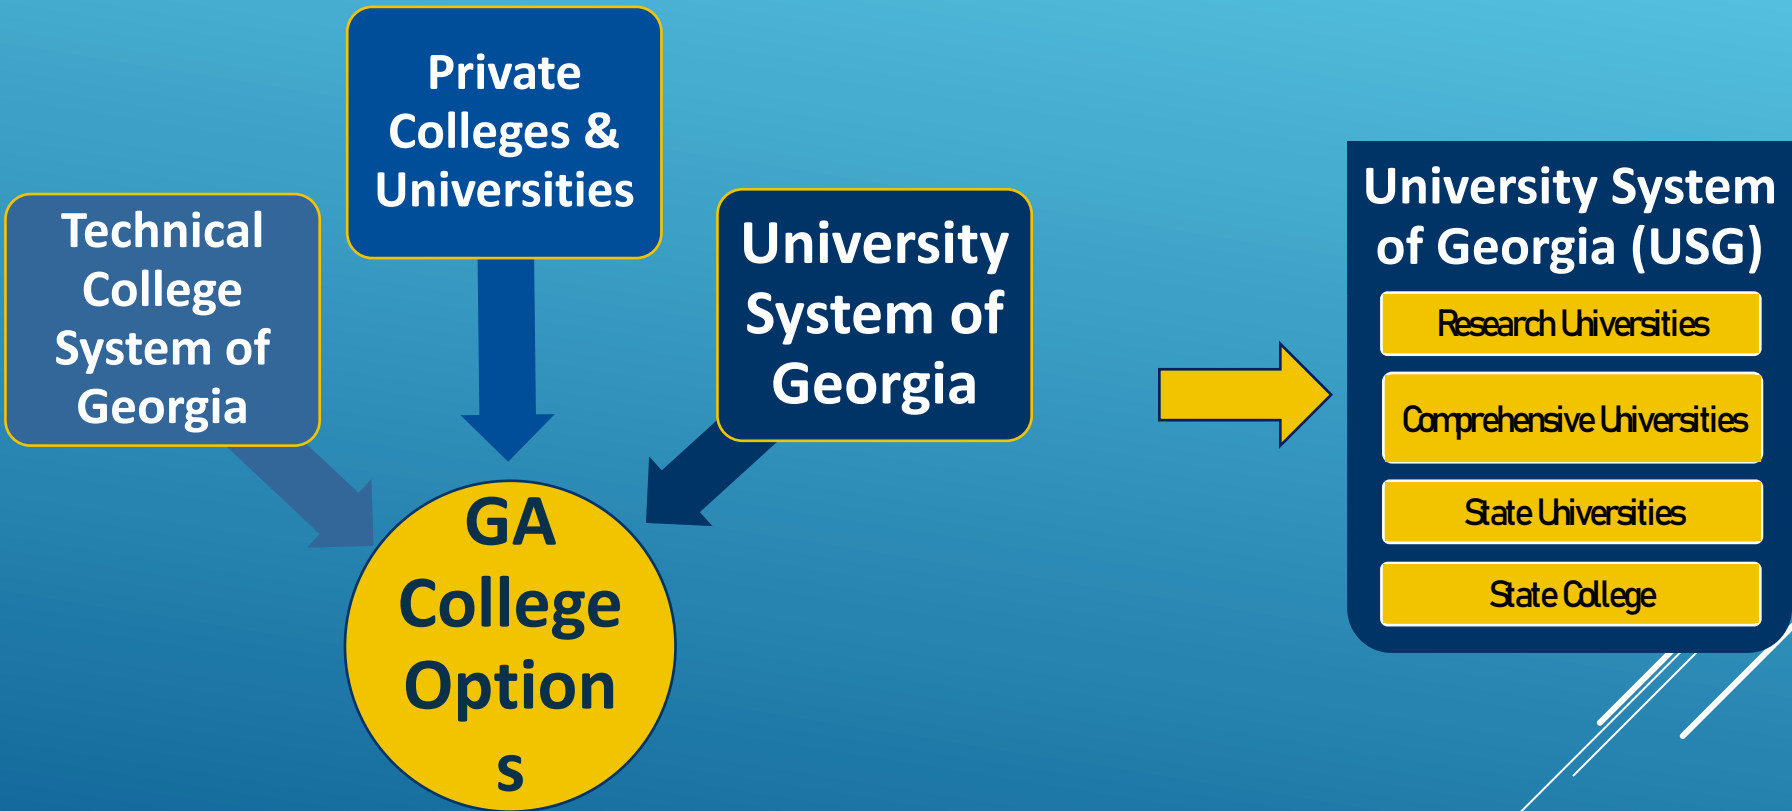 Technical
College
System of
Georgia
Private
Colleges &
Universities
University
System of
Georgia
GA
College
Option
s
University System
of Georgia (USG)
Research Universities
Comprehensive Universities
State Universities
State College